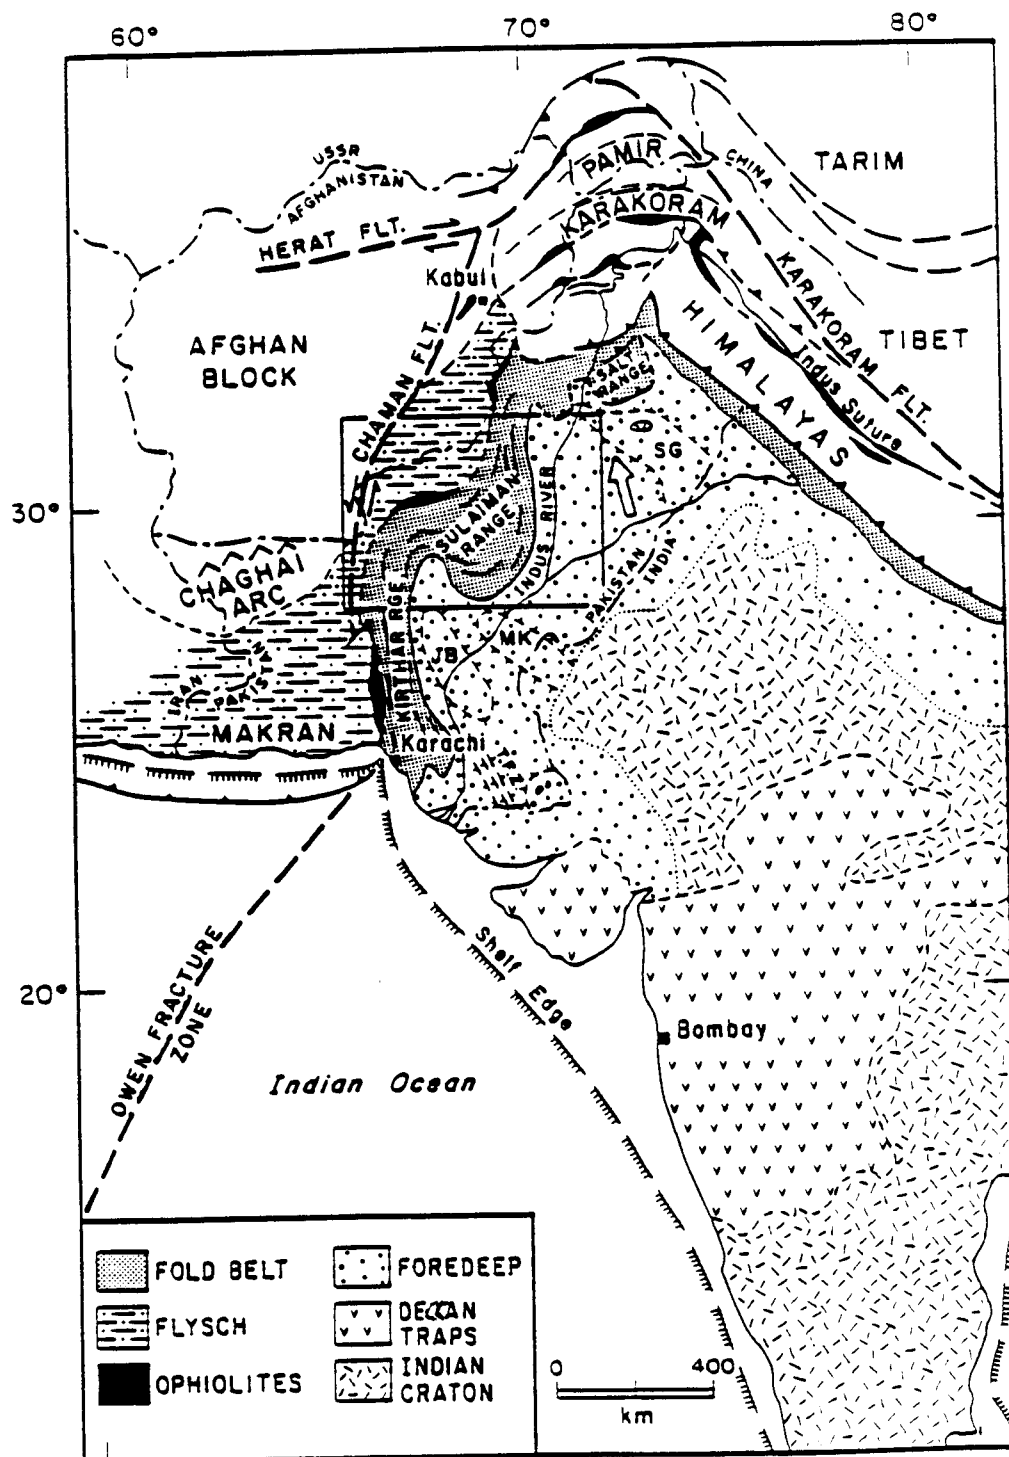 60°
70°
80°
USSR
AFGHANISTAN
PAMIR
CHINA
TARIM
HERAT FLT.
KARAKORAM
Kabul
KARAKORAM FLT.
TIBET
AFGHAN
BLOCK
CHAMAN FLT.
SALT
RANGE
HIMALAYAS
Indus Suture
SG
30°
SULAIMAN
RANGE
INDUS RIVER
PAKISTAN
INDIA
CHAGHAI
ARC
KIRTHAR RGE.
JB
MK
IRAN
PAKISTAN
MAKRAN
Karachi
OWEN FRACTURE
ZONE
Shelf Edge
20°
Bombay
Indian Ocean
FOLD BELT
FLYSCH
OPHIOLITES
FOREDEEP
DECCAN
TRAPS
INDIAN
CRATON
0
400
km